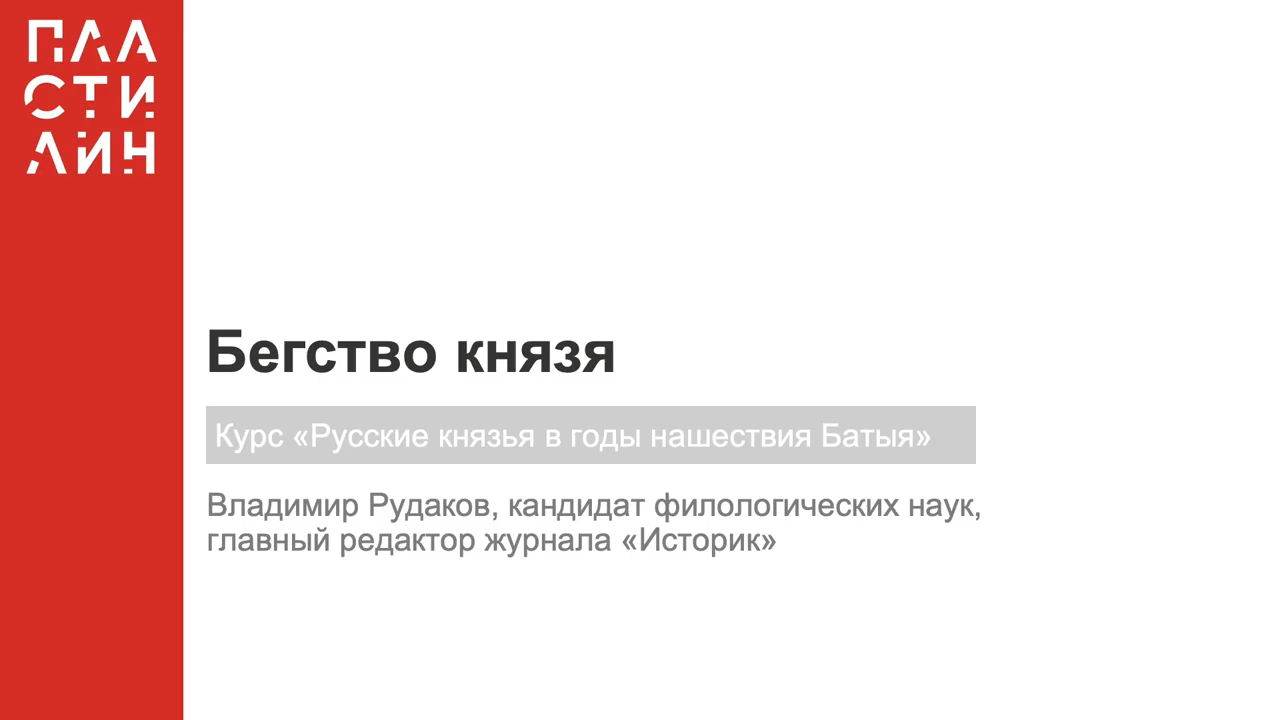 ПЛА
СТИ
ЛИН
Бегство князя
Курс «Русские князья в годы нашествия Батыя»
Владимир Рудаков, кандидат филологических наук,
главный редактор журнала «Историк»